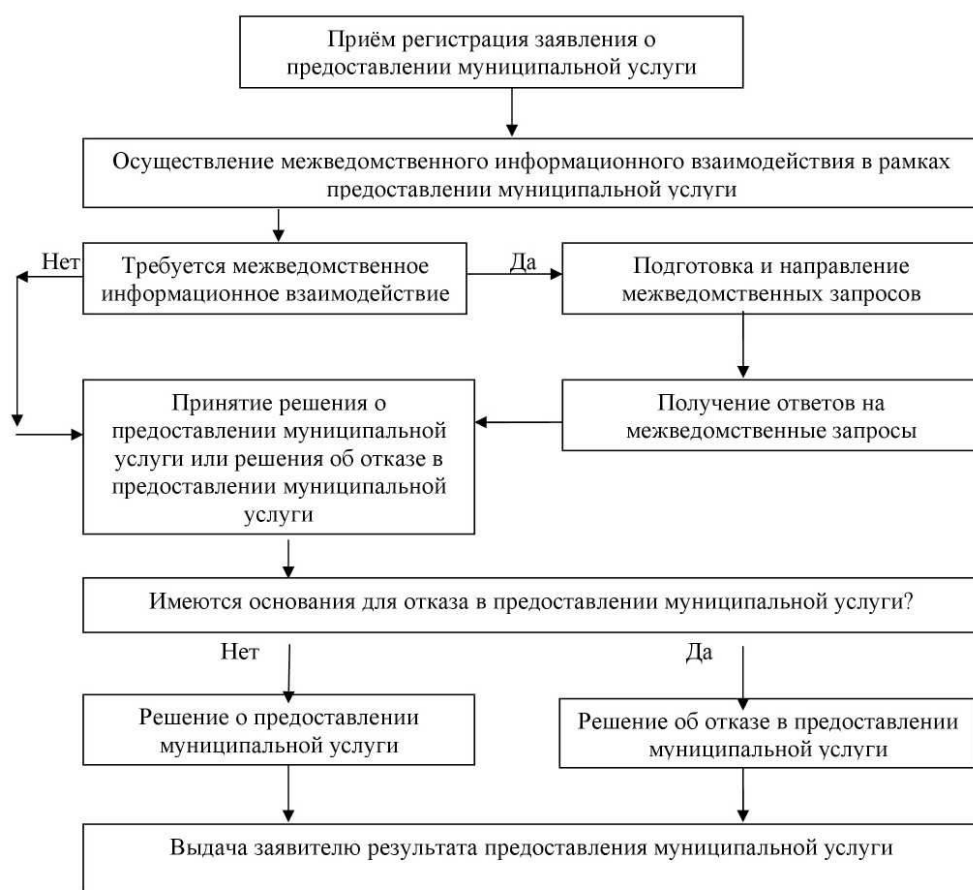 Приём регистрация заявления о
предоставлении муниципальной услуги
Осуществление межведомственного информационного взаимодействия в рамках
предоставлении муниципальной услуги
Нет
Требуется межведомственное
информационное взаимодействие
Да
Подготовка и направление
межведомственных запросов
Принятие решения о
предоставлении муниципальной
услуги или решения об отказе в
предоставлении муниципальной
услуги
Получение ответов на
межведомственные запросы
Имеются основания для отказа в предоставлении муниципальной услуги?
Нет
Да
Решение о предоставлении
муниципальной услуги
Решение об отказе в предоставлении
муниципальной услуги
Выдача заявителю результата предоставления муниципальной услуги